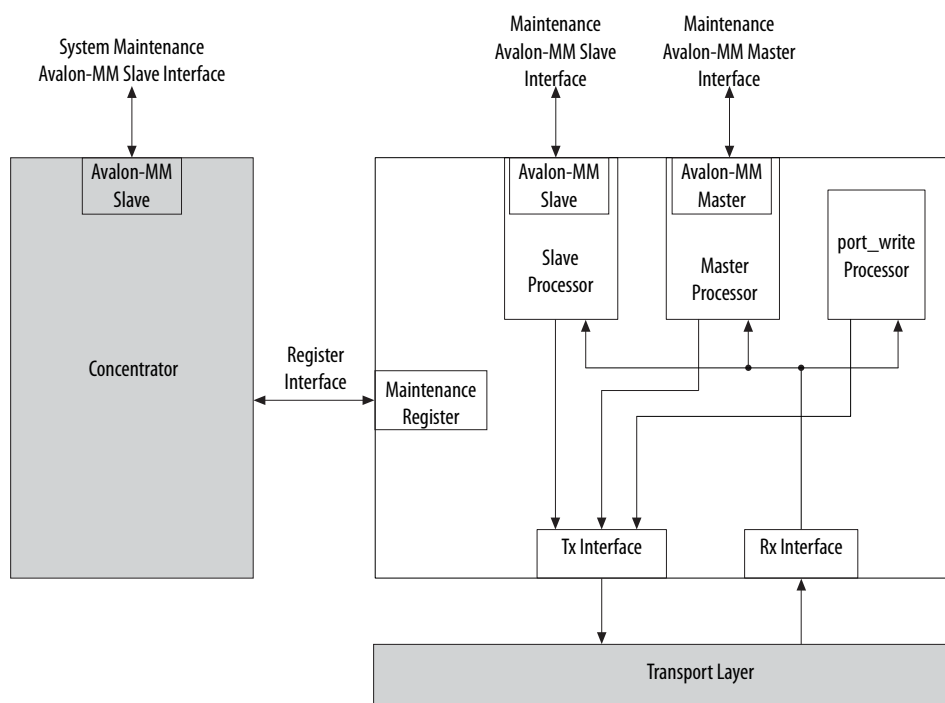 System Maintenance
Avalon-MM Slave Interface
Maintenance
Avalon-MM Slave
Interface
Maintenance
Avalon-MM Master
Interface
Avalon-MM
Slave
Avalon-MM
Slave
Avalon-MM
Master
Slave
Processor
Master
Processor
port_write
Processor
Concentrator
Register
Interface
Maintenance
Register
Tx Interface
Rx Interface
Transport Layer